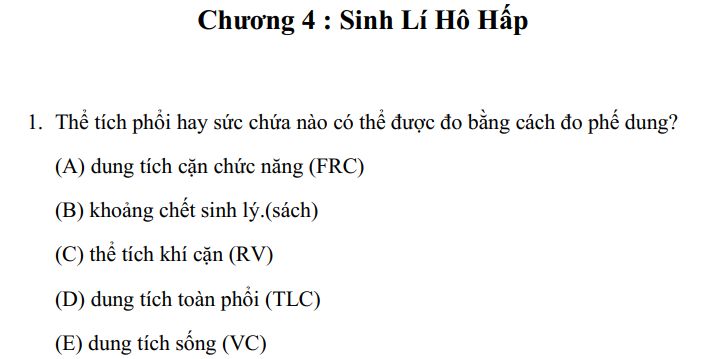 Chương 4 : Sinh Lí Hô Hấp
1. Thể tích phổi hay sức chứa nào có thể được đo bằng cách đo phế dung?
(A) dung tích cặn chức năng (FRC)
(B) khoảng chết sinh lý.(sách)
(C) thể tích khí cặn (RV)
(D) dung tích toàn phổi (TLC)
(E) dung tích sống (VC)